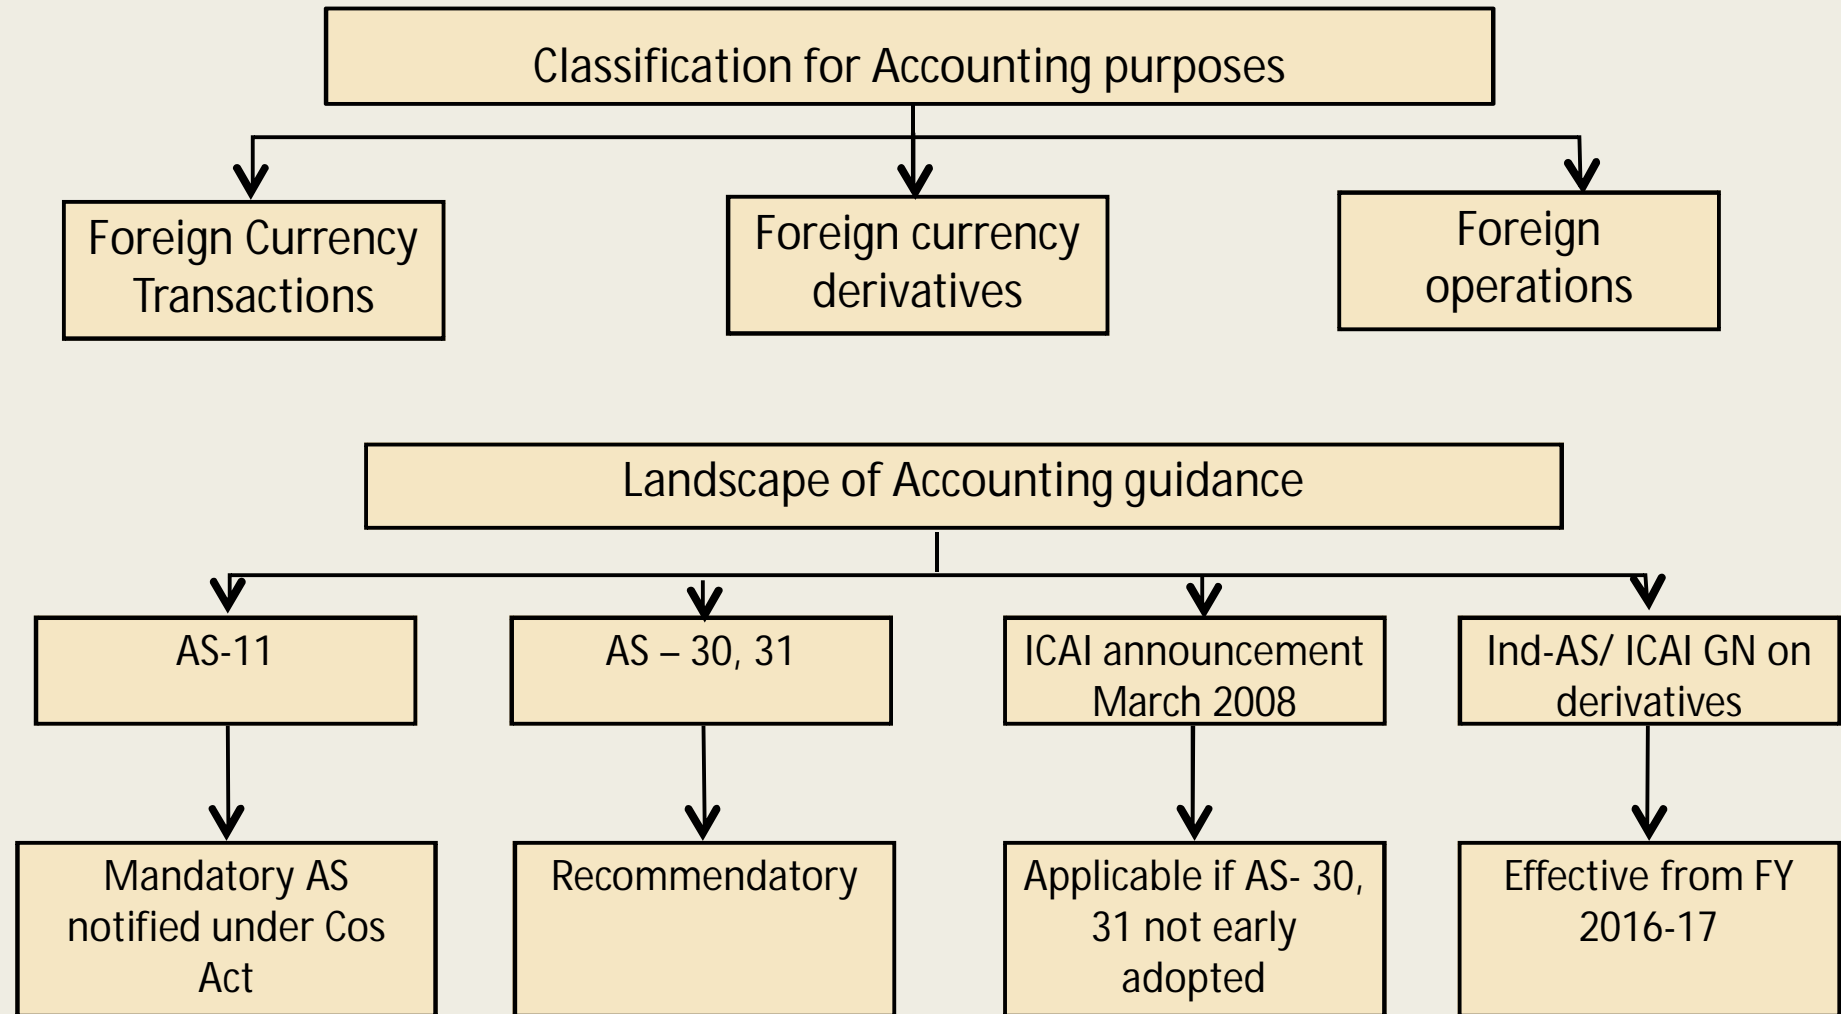 Classification for Accounting purposes
Foreign Currency
Transactions
Foreign currency
derivatives
Foreign
operations
Landscape of Accounting guidance
AS-11
AS – 30, 31
ICAI announcement
March 2008
Ind-AS/ ICAI GN on
derivatives
Mandatory AS
notified under Cos
Act
Recommendatory
Applicable if AS- 30,
31 not early
adopted
Effective from FY
2016-17